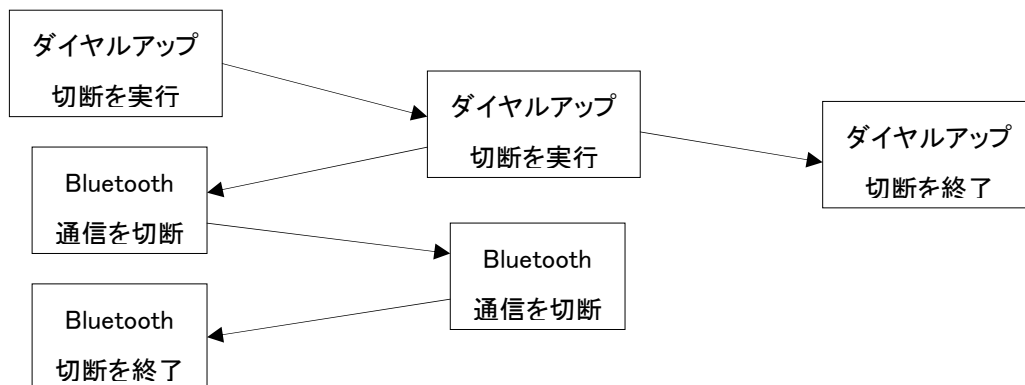 ダイヤルアップ
切断を実行
ダイヤルアップ
切断を実行
ダイヤルアップ
切断を終了
Bluetooth
通信を切断
Bluetooth
通信を切断
Bluetooth
切断を終了